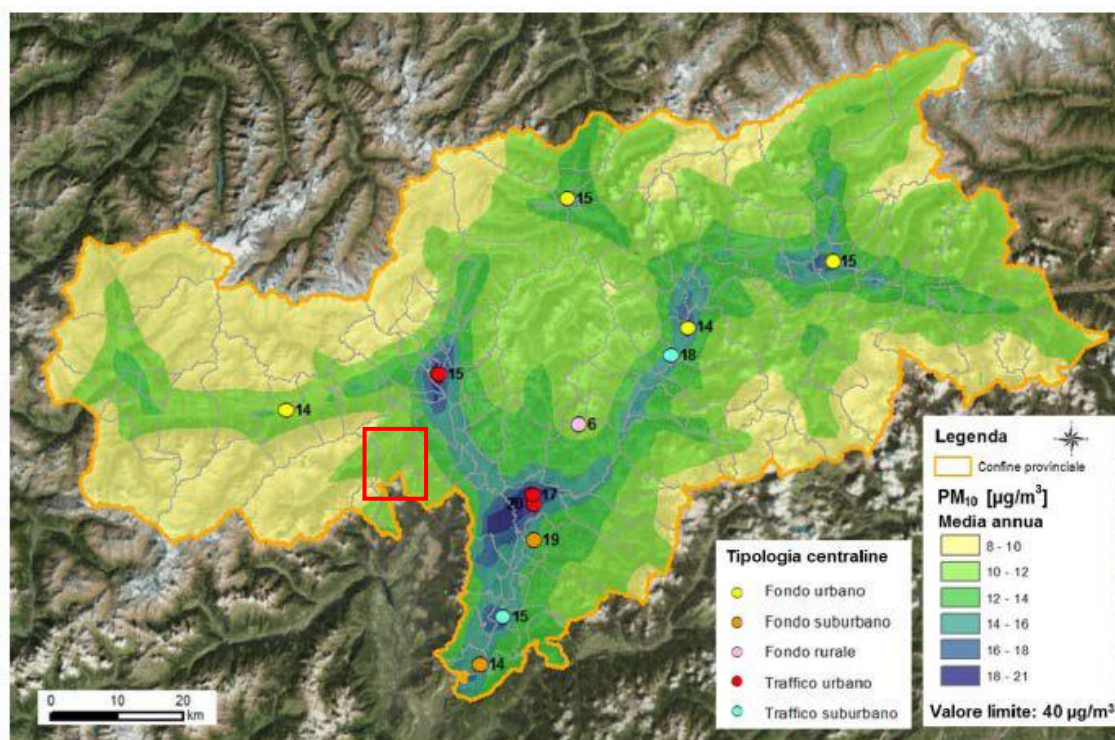 15
15
14
18
15
14
6
17
20
19
15
14
0
10
20
km
Tipologia centraline
Fondo urbano
Fondo suburbano
Fondo rurale
Traffico urbano
Traffico suburbano
Legenda
Confine provinciale
PM₁₀ [µg/m³]
Media annua
8 - 10
10 - 12
12 - 14
14 - 16
16 - 18
18 - 21
Valore limite: 40 µg/m³